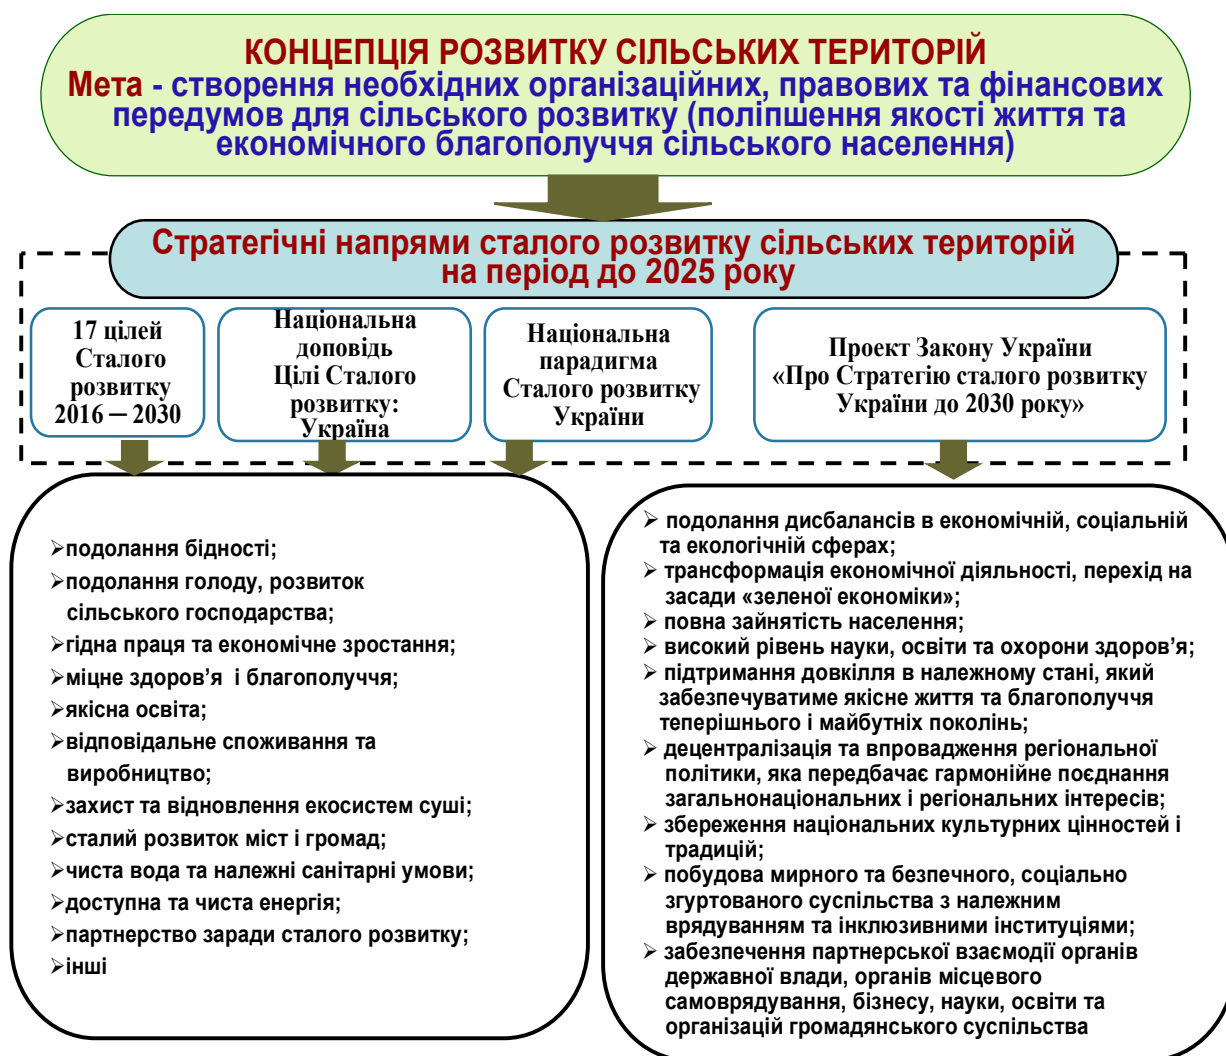 КОНЦЕПЦІЯ РОЗВИТКУ СІЛЬСЬКИХ ТЕРИТОРІЙ
Мета - створення необхідних організаційних, правових та фінансових
передумов для сільського розвитку (поліпшення якості життя та
економічного благополуччя сільського населення)
Стратегічні напрями сталого розвитку сільських територій
на період до 2025 року
17 цілей
Сталого
розвитку
2016 – 2030
Національна
доповідь
Цілі Сталого
розвитку:
Україна
Національна
парадигма
Сталого розвитку
України
Проект Закону України
«Про Стратегію сталого розвитку
України до 2030 року»
➢подолання бідності;
➢подолання голоду, розвиток
сільського господарства;
➢гідна праця та економічне зростання;
➢міцне здоров’я і благополуччя;
➢якісна освіта;
➢відповідальне споживання та
виробництво;
➢захист та відновлення екосистем суші;
➢сталий розвиток міст і громад;
➢чиста вода та належні санітарні умови;
➢доступна та чиста енергія;
➢партнерство заради сталого розвитку;
➢інші
➢ подолання дисбалансів в економічній, соціальній
та екологічній сферах;
➢ трансформація економічної діяльності, перехід на
засади «зеленої економіки»;
➢ повна зайнятість населення;
➢ високий рівень науки, освіти та охорони здоров’я;
➢ підтримання довкілля в належному стані, який
забезпечуватиме якісне життя та благополуччя
теперішнього і майбутніх поколінь;
➢ децентралізація та впровадження регіональної
політики, яка передбачає гармонійне поєднання
загальнонаціональних і регіональних інтересів;
➢ збереження національних культурних цінностей і
традицій;
➢ побудова мирного та безпечного, соціально
згуртованого суспільства з належним
врядуванням та інклюзивними інституціями;
➢ забезпечення партнерської взаємодії органів
державної влади, органів місцевого
самоврядування, бізнесу, науки, освіти та
організацій громадянського суспільства